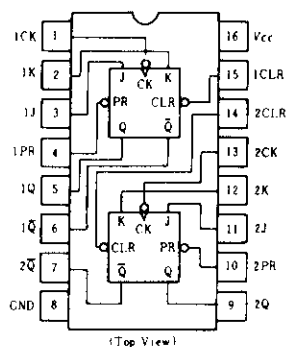 1CK 1 16 Vcc
1K 2 J CK K 15 1CLR
1J 3 PR CLR 14 2CLR
1PR 4 Q Q̅ 13 2CK
1Q 5 12 2K
1Q̅ 6 K CK J 11 2J
2Q̅ 7 CLR PR 10 2PR
GND 8 Q̅ Q 9 2Q
(Top View)